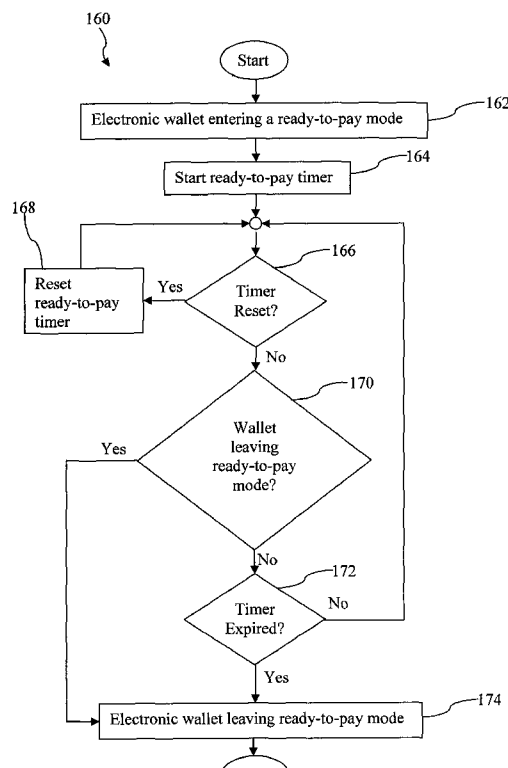 160
Start
Electronic wallet entering a ready-to-pay mode
162
Start ready-to-pay timer
164
168
166
Reset
ready-to-pay
timer
Yes
Timer
Reset?
No
170
Wallet
leaving
ready-to-pay
mode?
Yes
No
172
Timer
Expired?
No
Yes
Electronic wallet leaving ready-to-pay mode
174